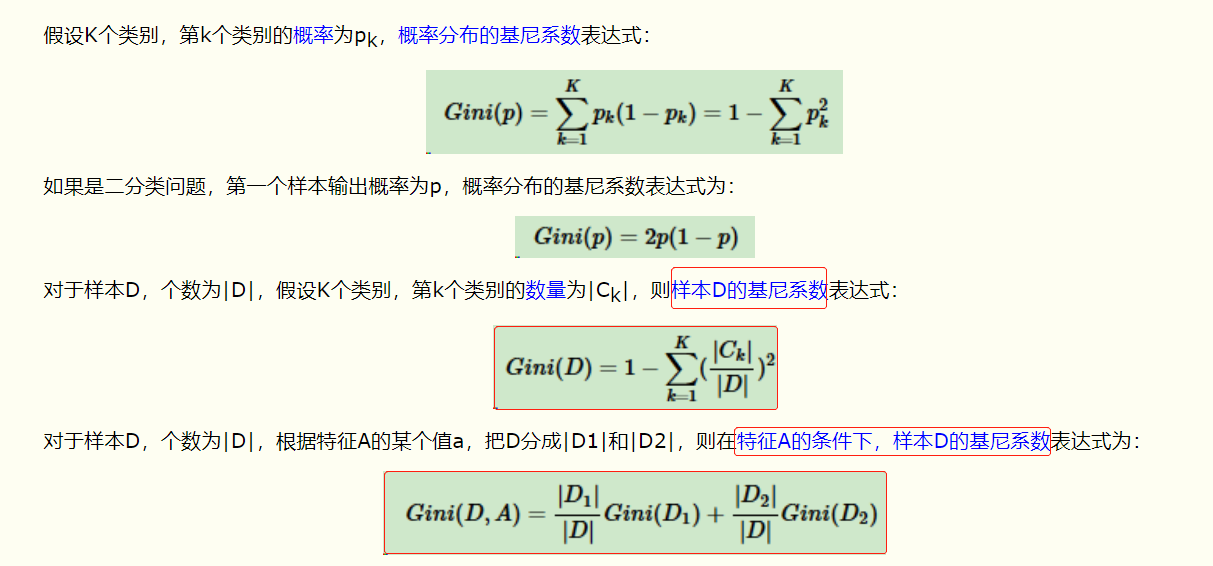 假设K个类别，第k个类别的概率为pₖ，概率分布的基尼系数表达式：
Gini(p) = \sum_{k=1}^{K} p_k(1 - p_k) = 1 - \sum_{k=1}^{K} p_k^2
如果是二分类问题，第一个样本输出概率为p，概率分布的基尼系数表达式为：
Gini(p) = 2p(1 - p)
对于样本D，个数为|D|，假设K个类别，第k个类别的数量为|Cₖ|，则样本D的基尼系数表达式：
Gini(D) = 1 - \sum_{k=1}^{K} (\frac{|C_k|}{|D|})^2
对于样本D，个数为|D|，根据特征A的某个值a，把D分成|D1|和|D2|，则在特征A的条件下，样本D的基尼系数表达式为：
Gini(D, A) = \frac{|D_1|}{|D|} Gini(D_1) + \frac{|D_2|}{|D|} Gini(D_2)